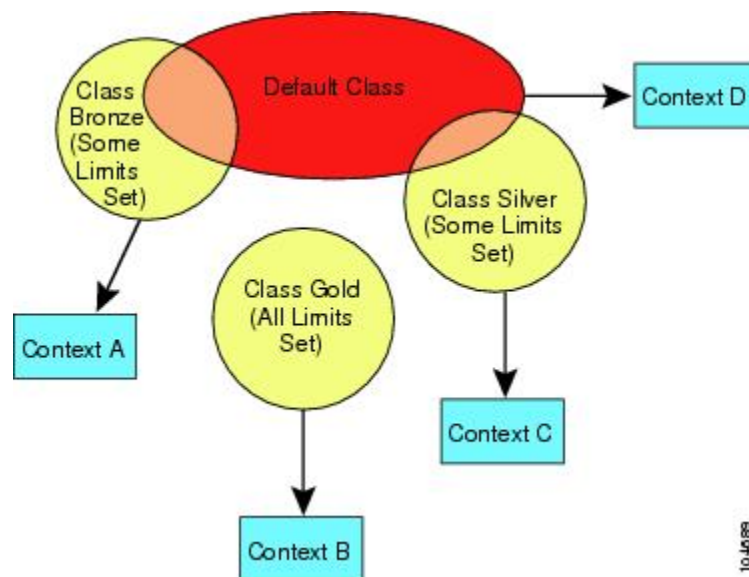 Default Class
Class
Bronze
(Some
Limits
Set)
Context D
Class Silver
(Some Limits
Set)
Class Gold
(All Limits
Set)
Context A
Context C
Context B
104689